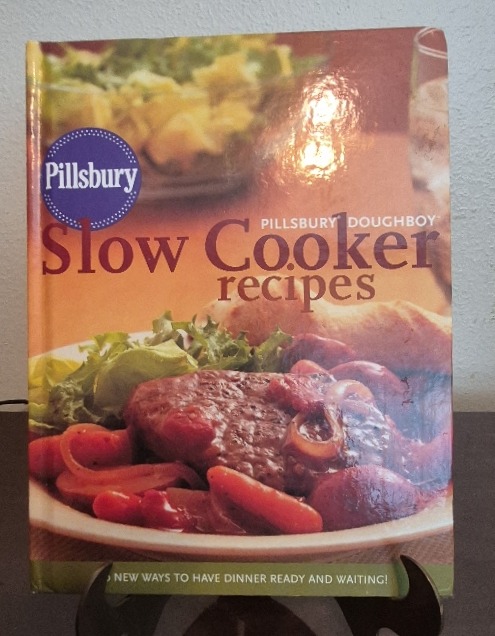 Pillsbury
PILLSBURY DOUGHBOY
Slow Cooker
recipes
NEW WAYS TO HAVE DINNER READY AND WAITING!